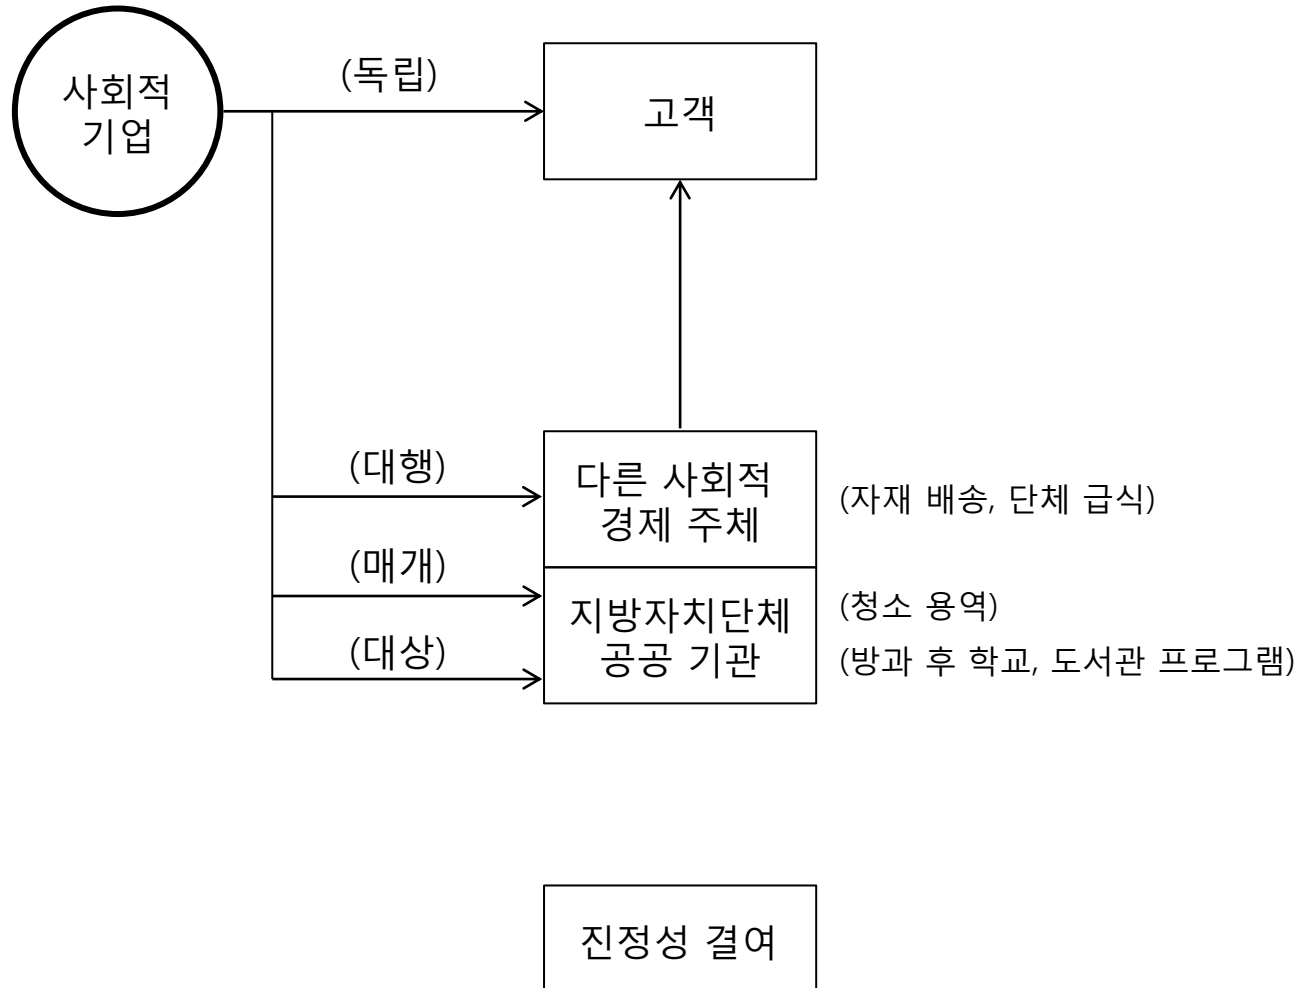 사회적
기업
(독립)
고객
(대행)
다른 사회적
경제 주체
(자재 배송, 단체 급식)
(매개)
지방자치단체
공공 기관
(청소 용역)
(대상)
(방과 후 학교, 도서관 프로그램)
진정성 결여